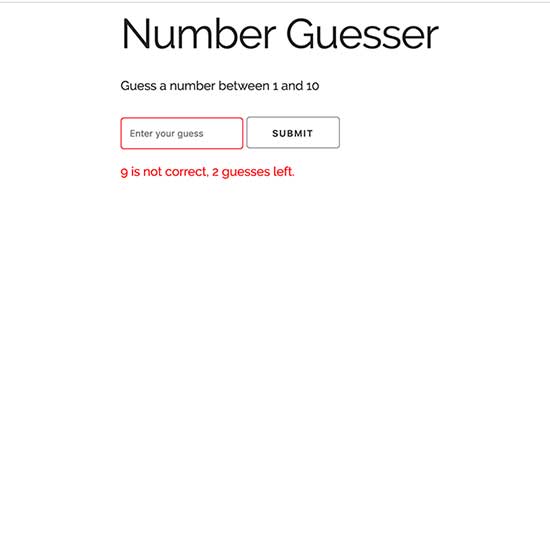 Number Guesser
Guess a number between 1 and 10
Enter your guess SUBMIT
9 is not correct, 2 guesses left.